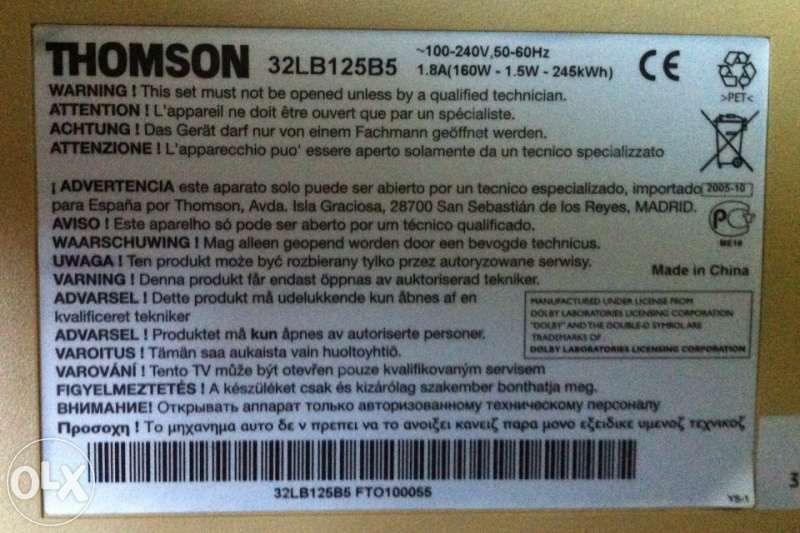 THOMSON 32LB125B5 ~100-240V,50-60Hz
1.8A(160W - 1.5W - 245kWh)
CE
>PET<
WARNING ! This set must not be opened unless by a qualified technician.
ATTENTION ! L'appareil ne doit être ouvert que par un spécialiste.
ACHTUNG ! Das Gerät darf nur von einem Fachmann geöffnet werden.
ATTENZIONE ! L'apparecchio puo' essere aperto solamente da un tecnico specializzato
¡ ADVERTENCIA este aparato solo puede ser abierto por un tecnico especializado, importado
2005-10
para España por Thomson, Avda. Isla Graciosa, 28700 San Sebastián de los Reyes, MADRID.
AVISO ! Este aparelho só pode ser aberto por um técnico qualificado.
WAARSCHUWING ! Mag alleen geopend worden door een bevogde technicus.
UWAGA ! Ten produkt może być rozbierany tylko przez autoryzowane serwisy.
VARNING ! Denna produkt får endast öppnas av auktoriserad tekniker.
ME10
Made in China
ADVARSEL ! Dette produkt må udelukkende kun åbnes af en
kvalificeret tekniker
ADVARSEL ! Produktet må kun åpnes av autoriserte personer.
VAROITUS ! Tämän saa aukaista vain huoltoyhtiö.
MANUFACTURED UNDER LICENSE FROM
DOLBY LABORATORIES LICENSING CORPORATION
"DOLBY" AND THE DOUBLE-D SYMBOL ARE
TRADEMARKS OF
DOLBY LABORATORIES LICENSING CORPORATION
VAROVÁNÍ ! Tento TV může být otevřen pouze kvalifikovaným servisem
FIGYELMEZTETÉS ! A készüléket csak és kizárólag szakember bonthatja meg.
ВНИМАНИЕ! Открывать аппарат только авторизованному техническому персоналу
Προσοχη ! Το μηχανημα αυτο δε ν πρεπει να το ανοιξει κανειζ παρα μονο εξειδικε υμενοζ τεχνικοζ
32LB125B5 FTO100055
YS-1
3
OLX